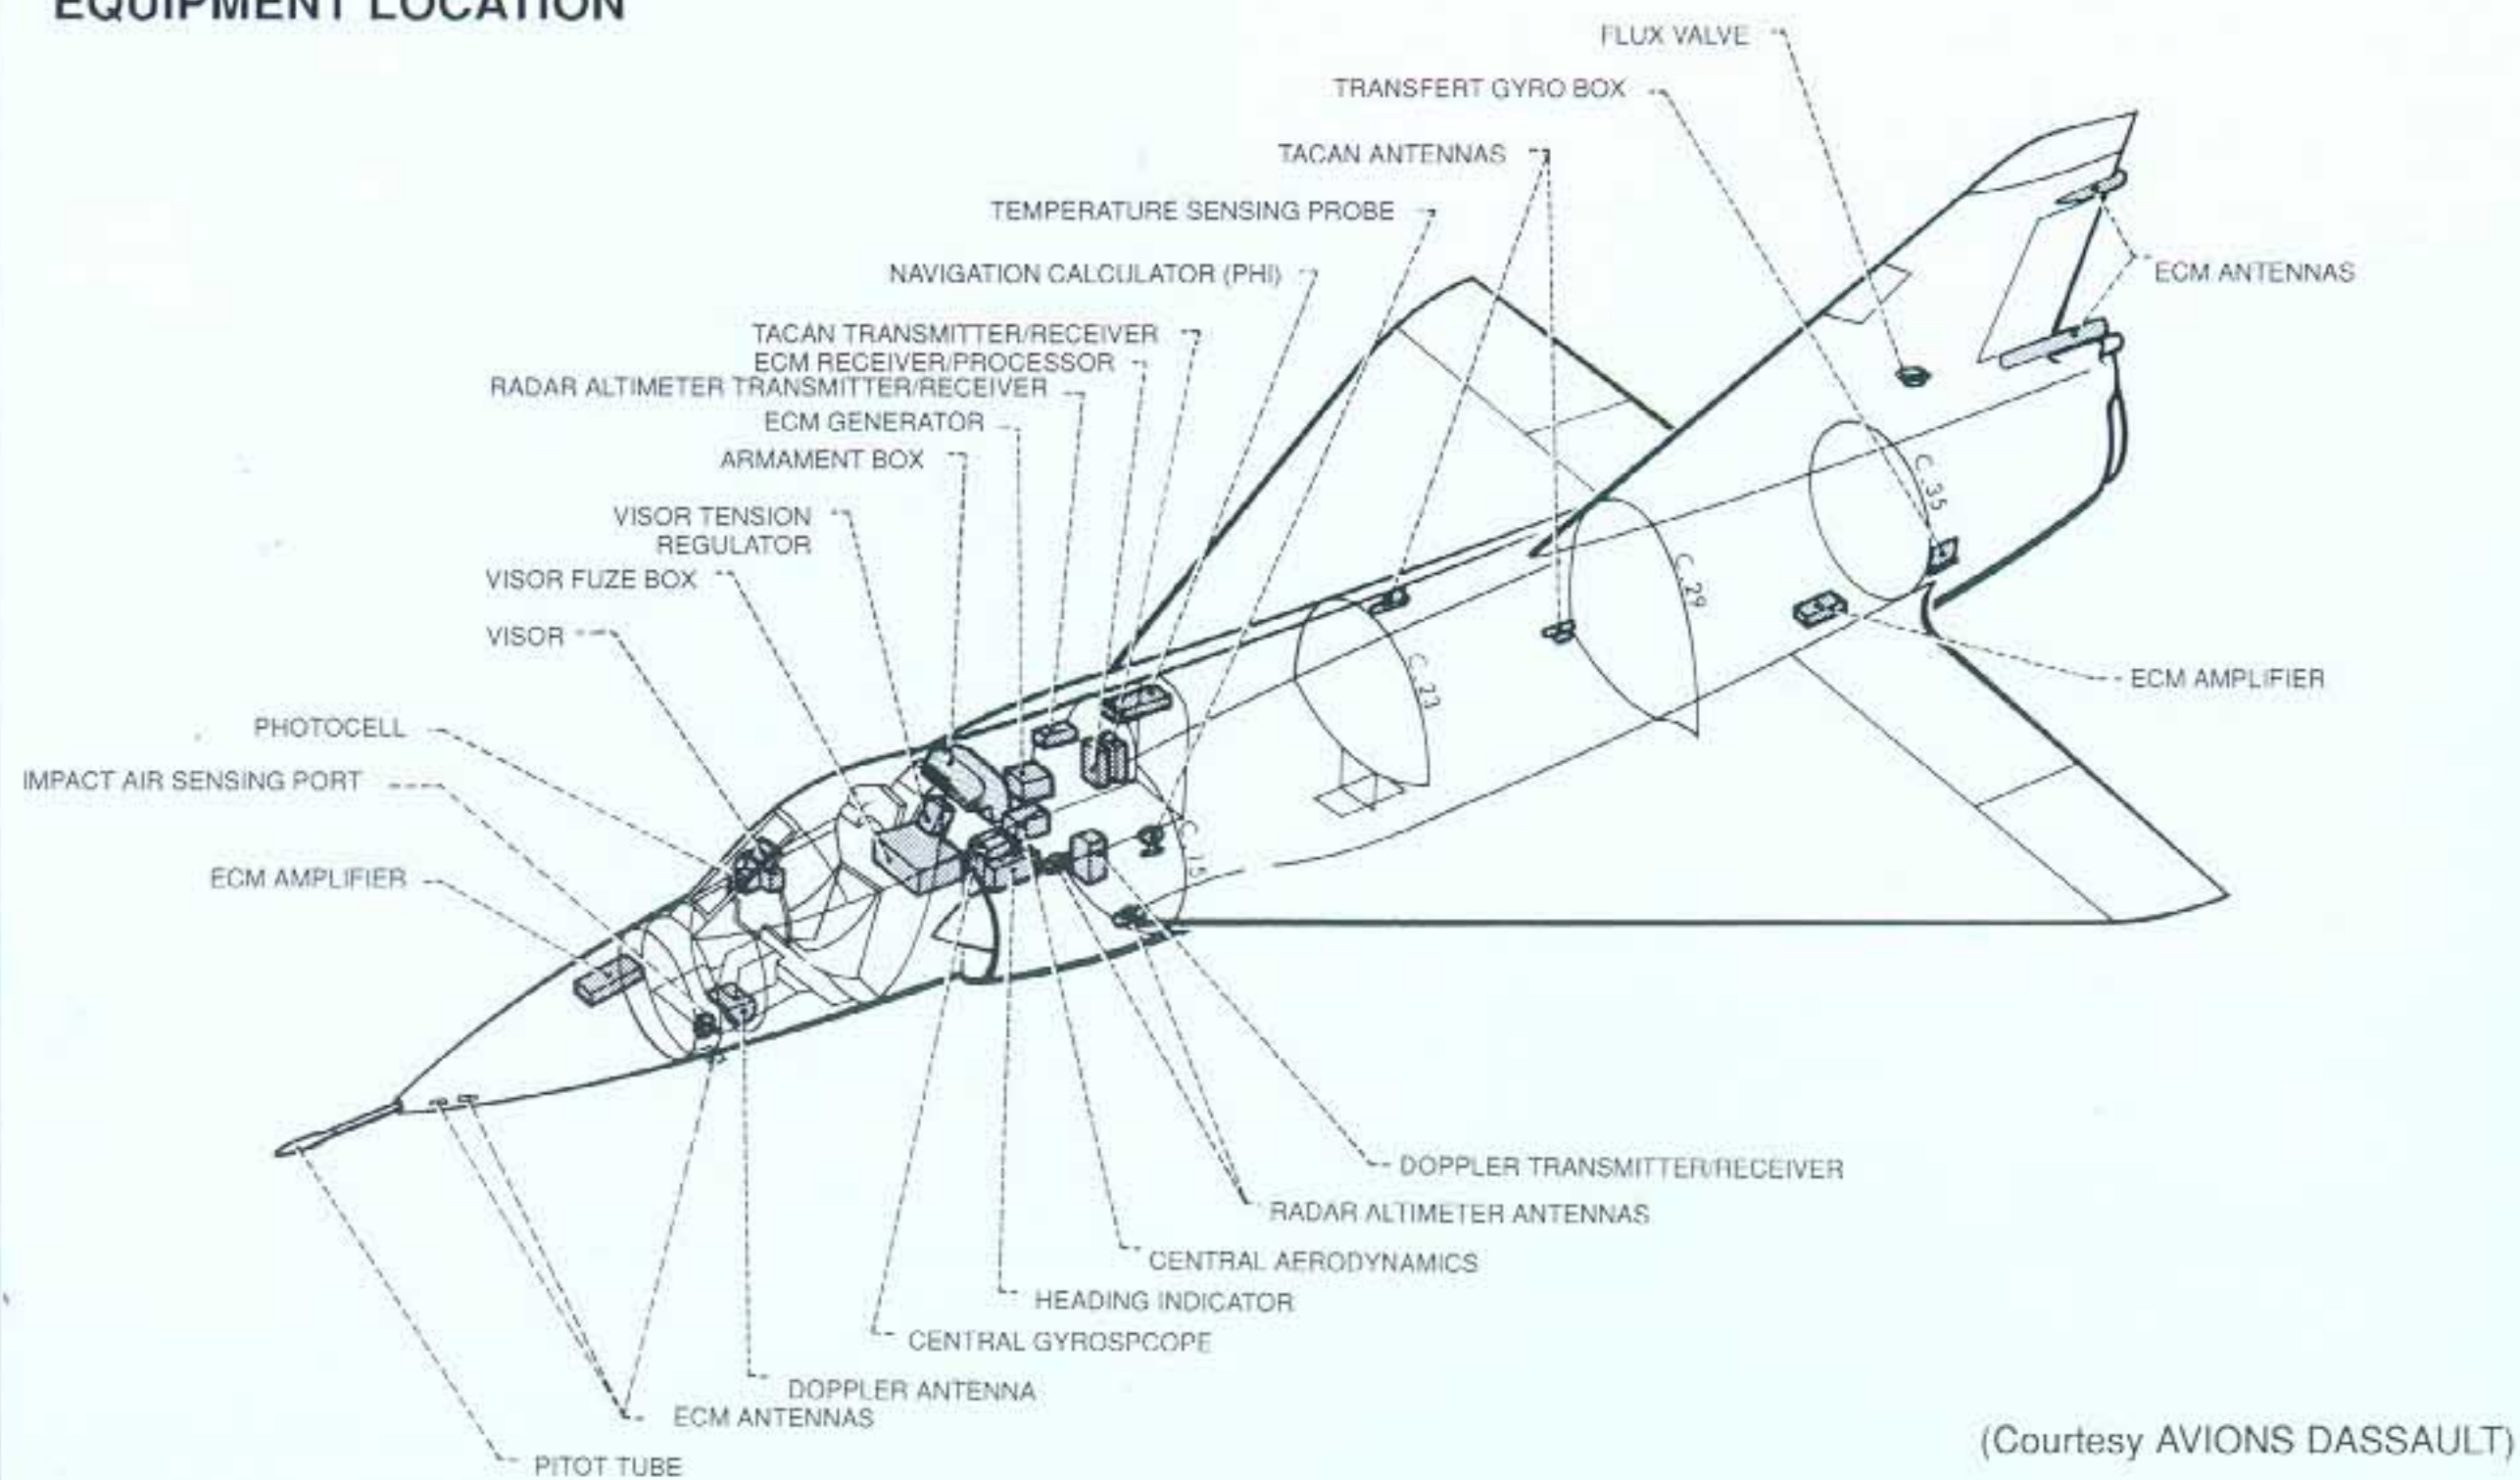 EQUIPMENT LOCATION
FLUX VALVE
TRANSFERT GYRO BOX
TACAN ANTENNAS
TEMPERATURE SENSING PROBE
NAVIGATION CALCULATOR (PHI)
ECM ANTENNAS
TACAN TRANSMITTER/RECEIVER
ECM RECEIVER/PROCESSOR
RADAR ALTIMETER TRANSMITTER/RECEIVER
ECM GENERATOR
ARMAMENT BOX
C.35
VISOR TENSION
REGULATOR
VISOR FUZE BOX
C.29
VISOR
C.23
ECM AMPLIFIER
PHOTOCELL
IMPACT AIR SENSING PORT
C.15
ECM AMPLIFIER
DOPPLER TRANSMITTER/RECEIVER
RADAR ALTIMETER ANTENNAS
CENTRAL AERODYNAMICS
HEADING INDICATOR
CENTRAL GYROSPCOPE
DOPPLER ANTENNA
ECM ANTENNAS
PITOT TUBE
(Courtesy AVIONS DASSAULT)